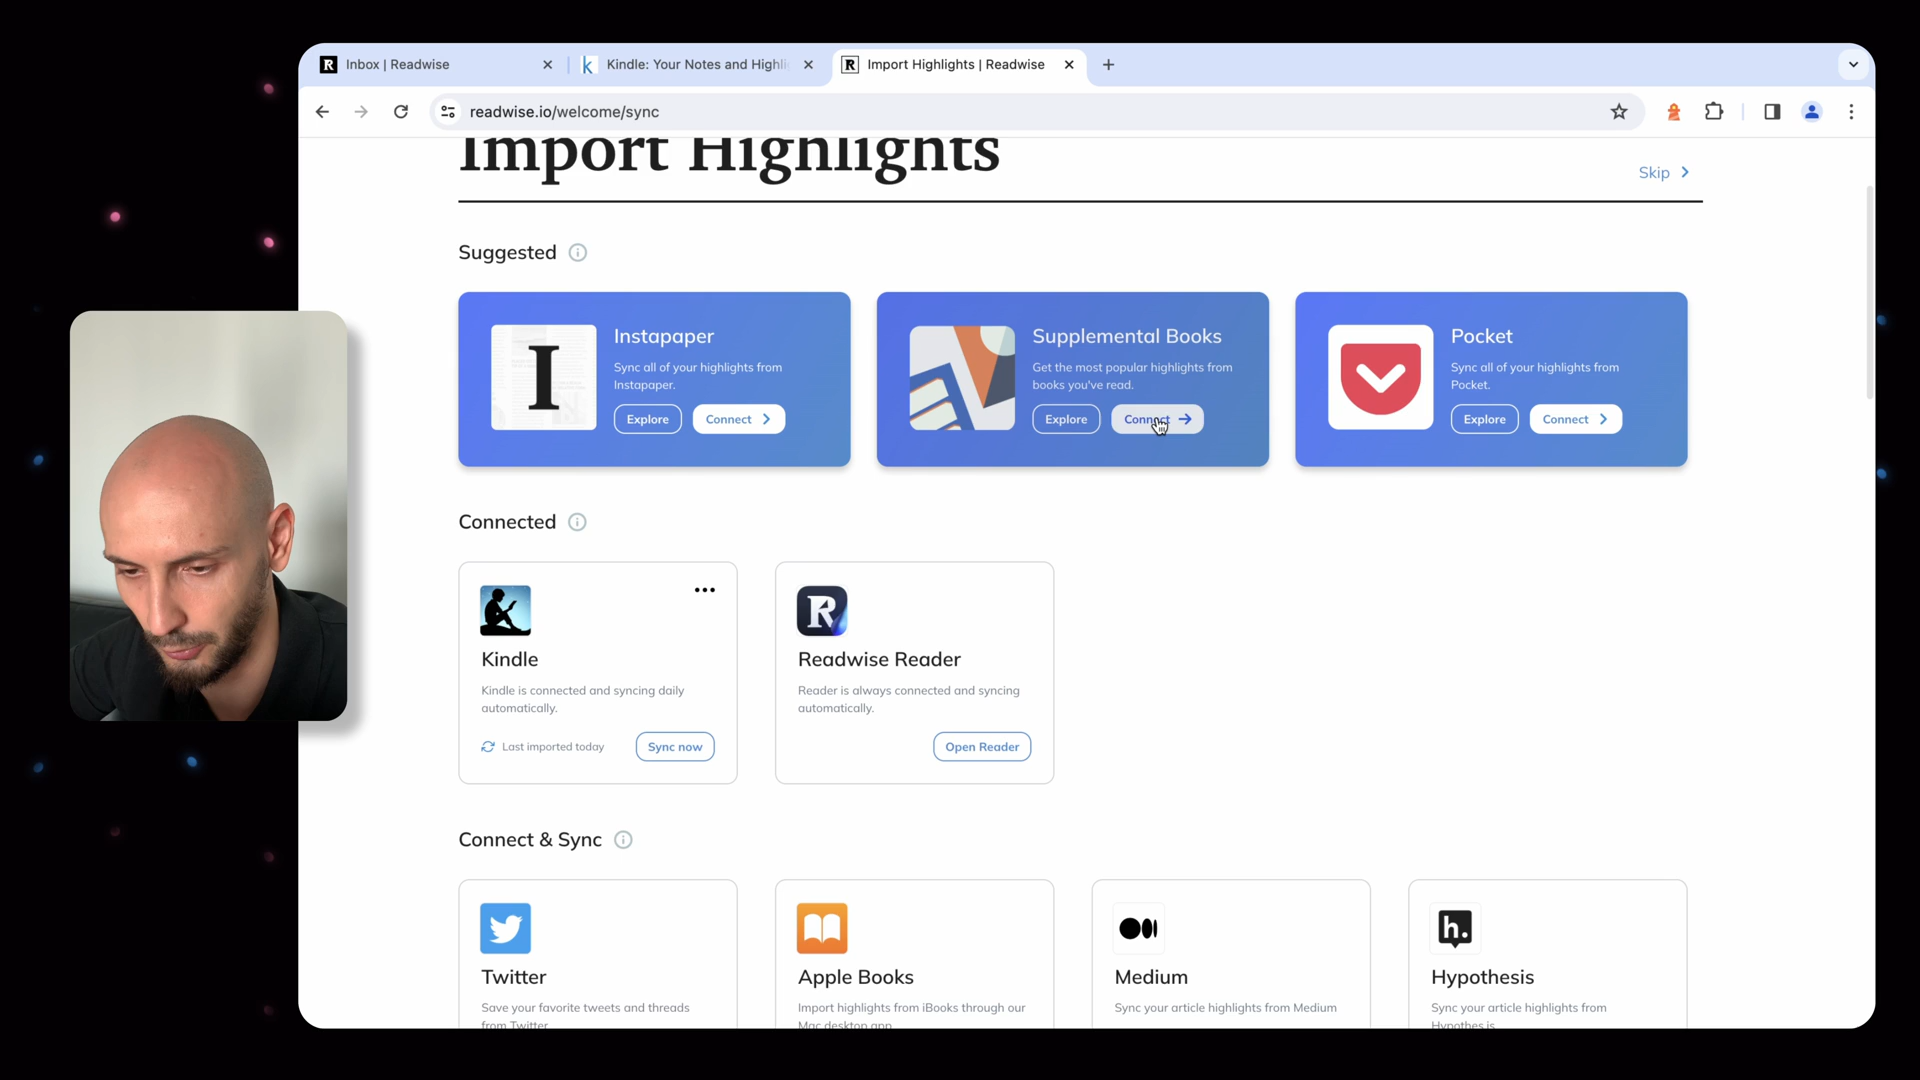 Inbox | Readwise
Kindle: Your Notes and Highli
Import Highlights | Readwise
readwise.io/welcome/sync
Import Highlights
Skip
Suggested
Instapaper
Sync all of your highlights from
Instapaper.
Explore
Connect
Supplemental Books
Get the most popular highlights from
books you've read.
Explore
Connect
Pocket
Sync all of your highlights from
Pocket.
Explore
Connect
Connected
Kindle
Kindle is connected and syncing daily
automatically.
Last imported today
Sync now
Readwise Reader
Reader is always connected and syncing
automatically.
Open Reader
Connect & Sync
Twitter
Save your favorite tweets and threads
from Twitter
Apple Books
Import highlights from iBooks through our
Mac desktop app
Medium
Sync your article highlights from Medium
Hypothesis
Sync your article highlights from
Hypothes.is